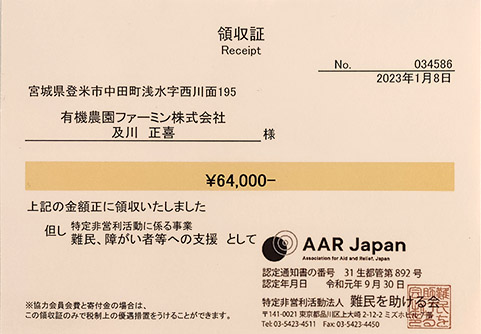 領収証
Receipt
No. 034586
2023年1月8日
宮城県登米市中田町浅水字西川面195
有機農園ファーミン株式会社
及川 正喜 様
¥64,000-
上記の金額正に領収いたしました
但し 特定非営利活動に係る事業
難民、障がい者等への支援 として
AAR Japan
Association for Aid and Relief, Japan
認定通知書の番号 31生都管第892号
認定年月日 令和元年9月30日
特定非営利活動法人 難民を助ける会
〒141-0021 東京都品川区上大崎2-12-2 ミズホビル7階
Tel: 03-5423-4511 Fax: 03-5423-4450
※協力会員会費と寄付金の場合は、
この領収証のみで税制上の優遇措置をうけることができます。